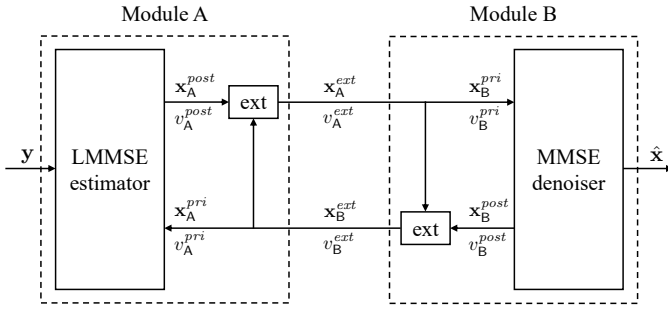 Module A
Module B
y
LMMSE
estimator
x_A^{post}
v_A^{post}
ext
x_A^{ext}
v_A^{ext}
x_B^{pri}
v_B^{pri}
MMSE
denoiser
x̂
x_A^{pri}
v_A^{pri}
x_B^{ext}
v_B^{ext}
ext
x_B^{post}
v_B^{post}